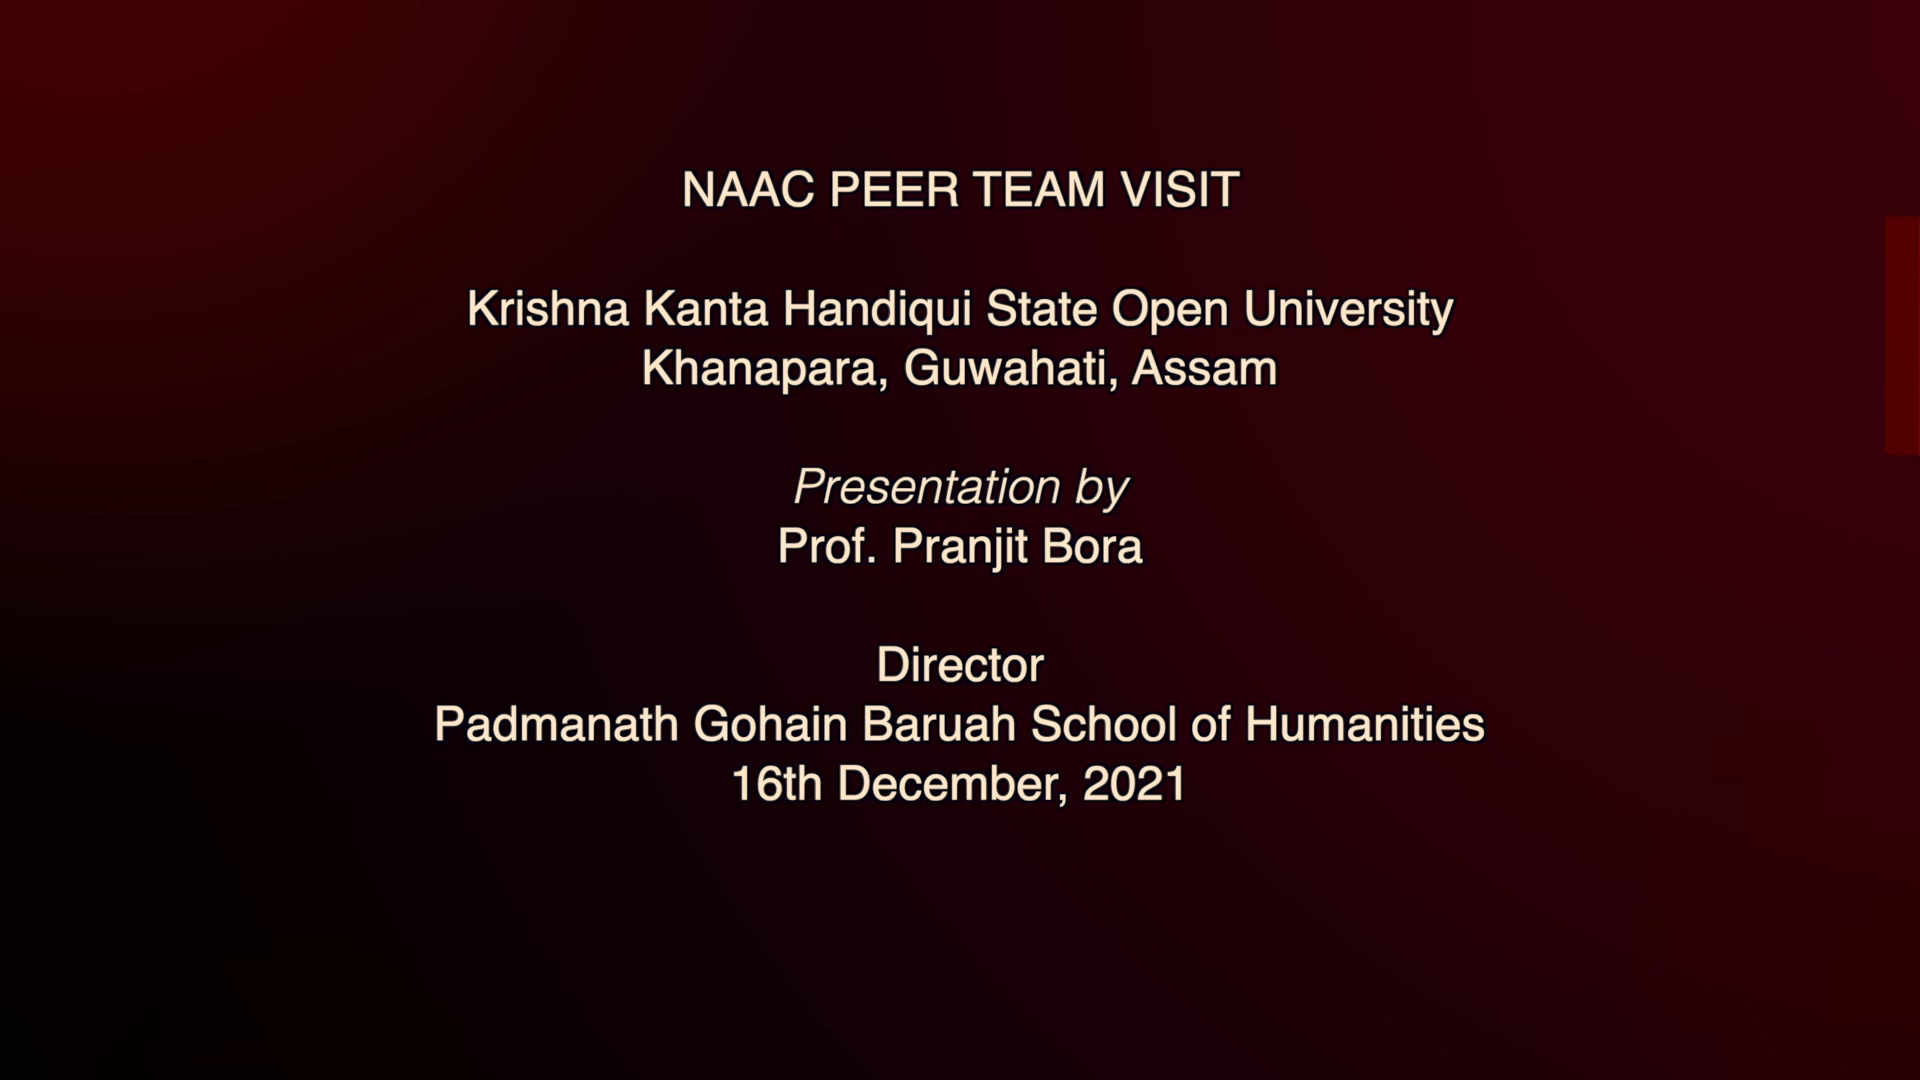 NAAC PEER TEAM VISIT
Krishna Kanta Handiqui State Open University
Khanapara, Guwahati, Assam
Presentation by
Prof. Pranjit Bora
Director
Padmanath Gohain Baruah School of Humanities
16th December, 2021